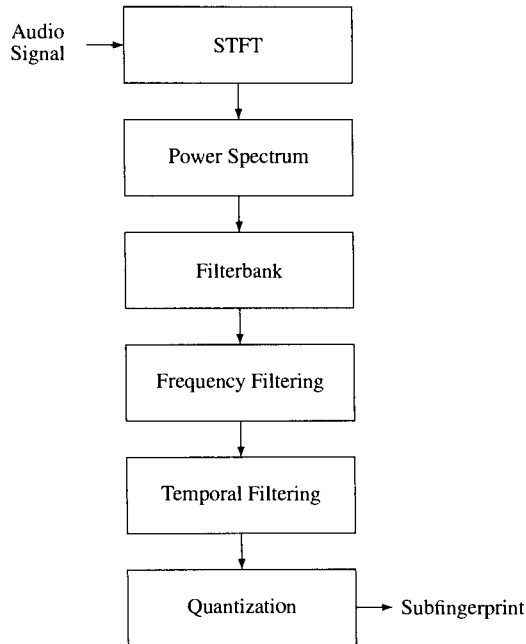 Audio
Signal
STFT
Power Spectrum
Filterbank
Frequency Filtering
Temporal Filtering
Quantization
Subfingerprint